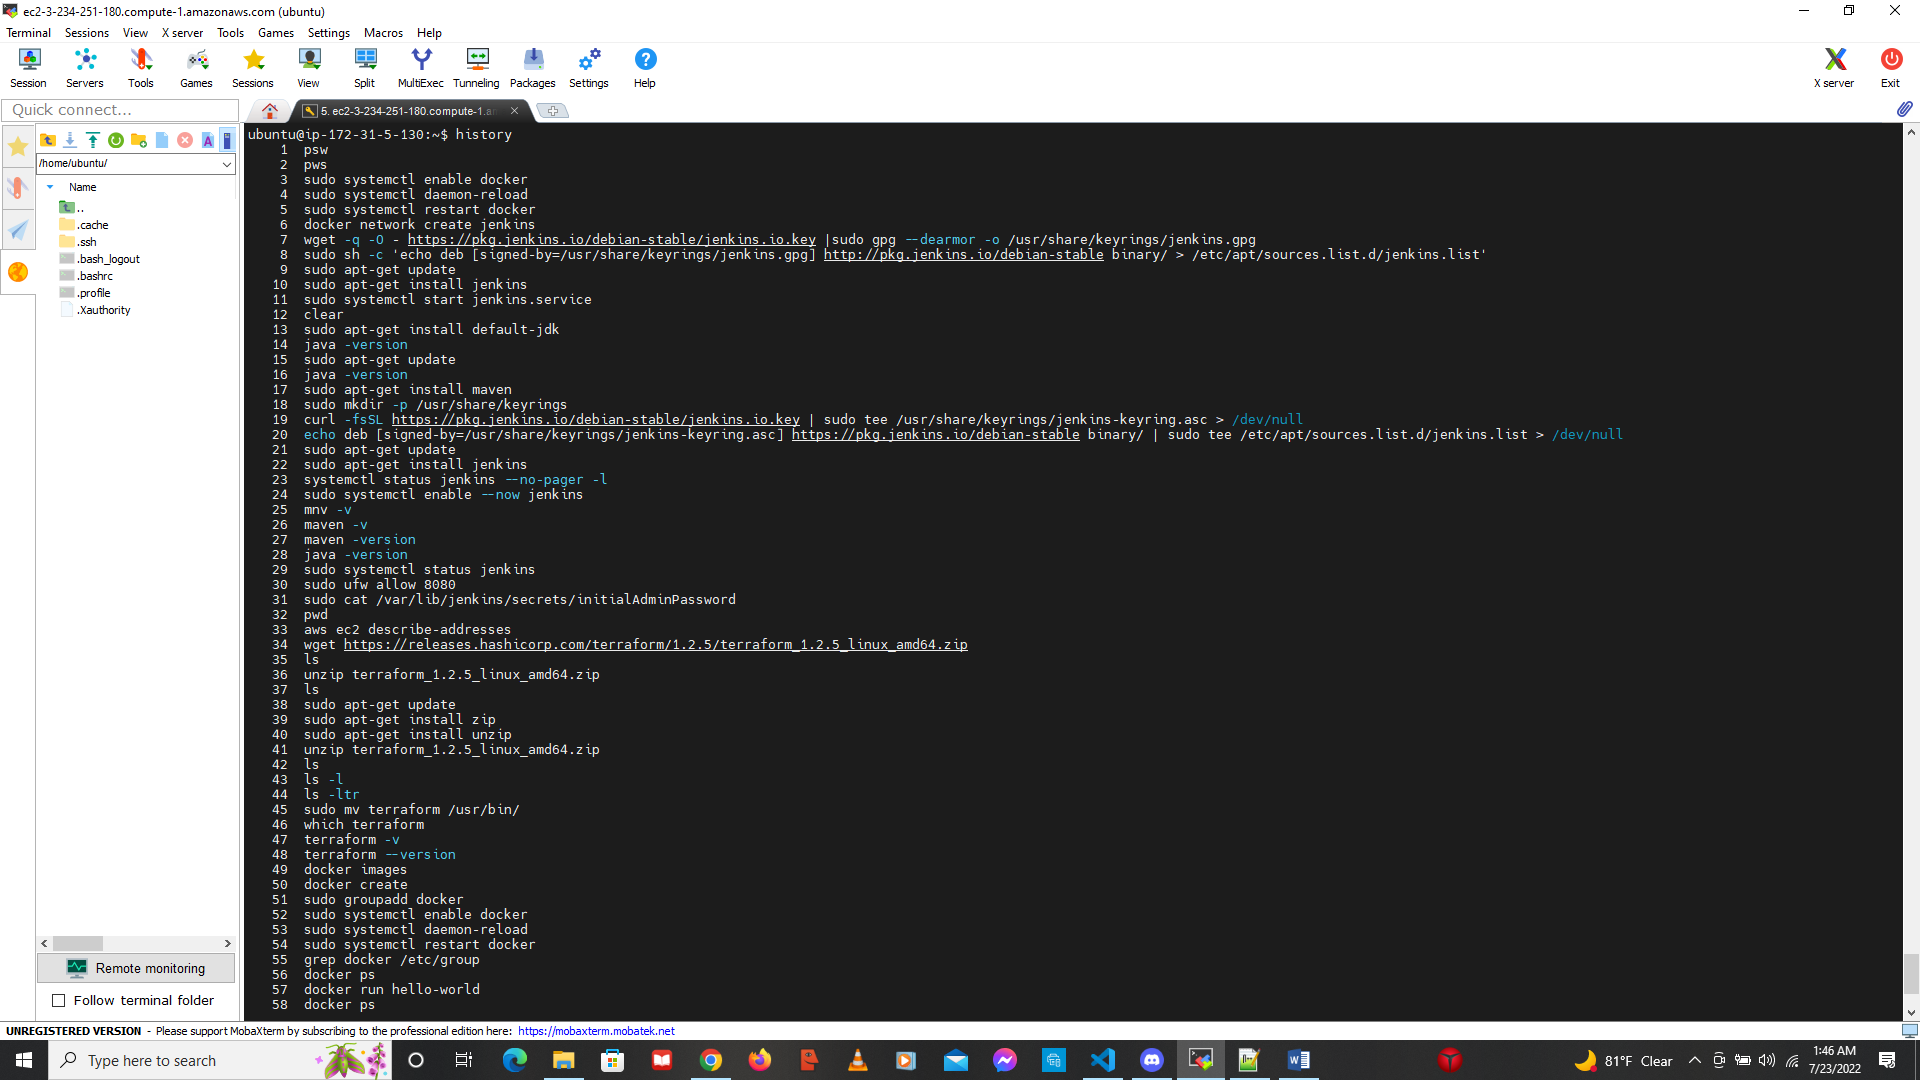 ec2-3-234-251-180.compute-1.amazonaws.com (ubuntu)
Terminal Sessions View X server Tools Games Settings Macros Help
Session Servers Tools Games Sessions View Split MultiExec Tunneling Packages Settings Help X server Exit
Quick connect...
5. ec2-3-234-251-180.compute-1.a
/home/ubuntu/
Name
..
.cache
.ssh
.bash_logout
.bashrc
.profile
.Xauthority
Remote monitoring
Follow terminal folder
ubuntu@ip-172-31-5-130:~$ history
1 psw
2 pws
3 sudo systemctl enable docker
4 sudo systemctl daemon-reload
5 sudo systemctl restart docker
6 docker network create jenkins
7 wget -q -O - https://pkg.jenkins.io/debian-stable/jenkins.io.key |sudo gpg --dearmor -o /usr/share/keyrings/jenkins.gpg
8 sudo sh -c 'echo deb [signed-by=/usr/share/keyrings/jenkins.gpg] http://pkg.jenkins.io/debian-stable binary/ > /etc/apt/sources.list.d/jenkins.list'
9 sudo apt-get update
10 sudo apt-get install jenkins
11 sudo systemctl start jenkins.service
12 clear
13 sudo apt-get install default-jdk
14 java -version
15 sudo apt-get update
16 java -version
17 sudo apt-get install maven
18 sudo mkdir -p /usr/share/keyrings
19 curl -fsSL https://pkg.jenkins.io/debian-stable/jenkins.io.key | sudo tee /usr/share/keyrings/jenkins-keyring.asc > /dev/null
20 echo deb [signed-by=/usr/share/keyrings/jenkins-keyring.asc] https://pkg.jenkins.io/debian-stable binary/ | sudo tee /etc/apt/sources.list.d/jenkins.list > /dev/null
21 sudo apt-get update
22 sudo apt-get install jenkins
23 systemctl status jenkins --no-pager -l
24 sudo systemctl enable --now jenkins
25 mnv -v
26 maven -v
27 maven -version
28 java -version
29 sudo systemctl status jenkins
30 sudo ufw allow 8080
31 sudo cat /var/lib/jenkins/secrets/initialAdminPassword
32 pwd
33 aws ec2 describe-addresses
34 wget https://releases.hashicorp.com/terraform/1.2.5/terraform_1.2.5_linux_amd64.zip
35 ls
36 unzip terraform_1.2.5_linux_amd64.zip
37 ls
38 sudo apt-get update
39 sudo apt-get install zip
40 sudo apt-get install unzip
41 unzip terraform_1.2.5_linux_amd64.zip
42 ls
43 ls -l
44 ls -ltr
45 sudo mv terraform /usr/bin/
46 which terraform
47 terraform -v
48 terraform --version
49 docker images
50 docker create
51 sudo groupadd docker
52 sudo systemctl enable docker
53 sudo systemctl daemon-reload
54 sudo systemctl restart docker
55 grep docker /etc/group
56 docker ps
57 docker run hello-world
58 docker ps
UNREGISTERED VERSION - Please support MobaXterm by subscribing to the professional edition here: https://mobaxterm.mobatek.net
Type here to search
81°F Clear
1:46 AM
7/23/2022